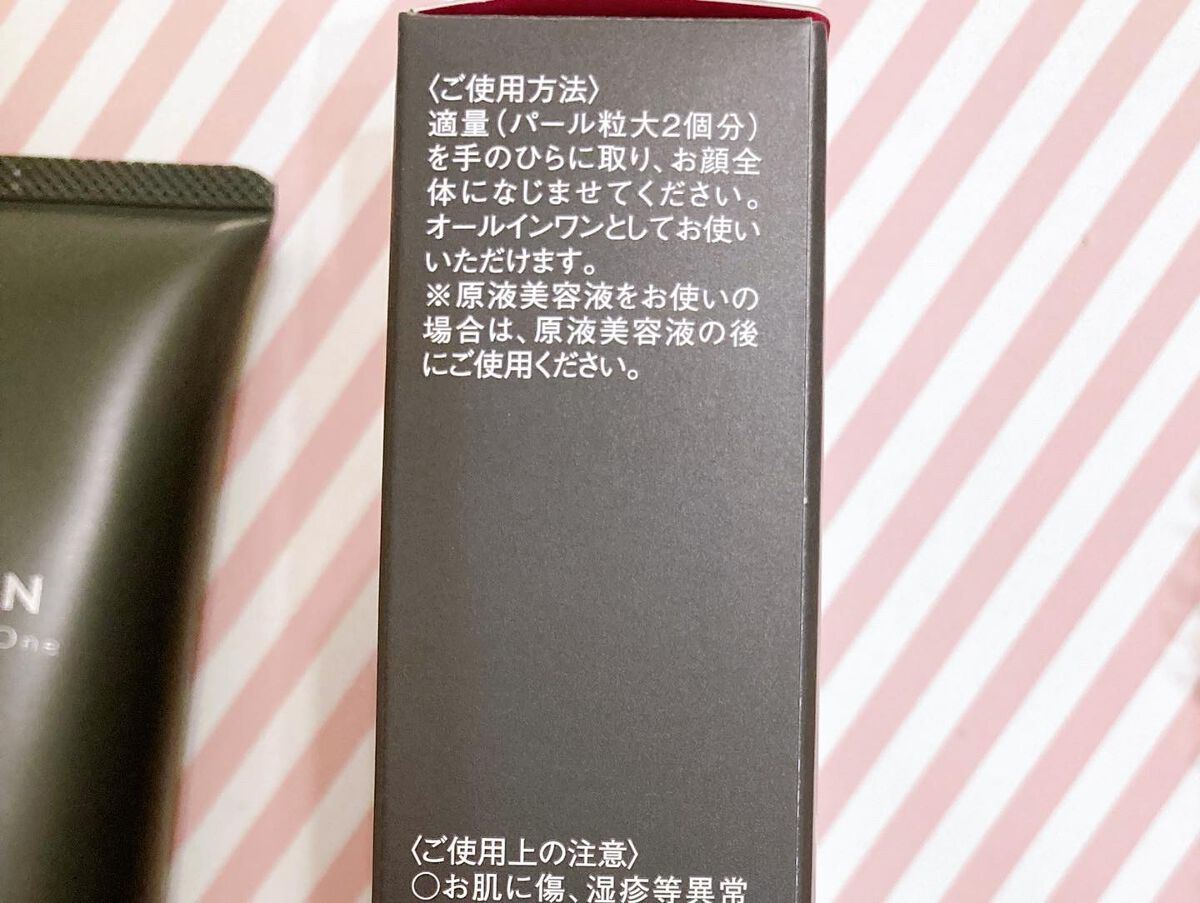 〈ご使用方法〉
適量（パール粒大2個分）
を手のひらに取り、お顔全
体になじませてください。
オールインワンとしてお使い
いただけます。
※原液美容液をお使いの
場合は、原液美容液の後
にご使用ください。
N
One
〈ご使用上の注意〉
○お肌に傷、湿疹等異常